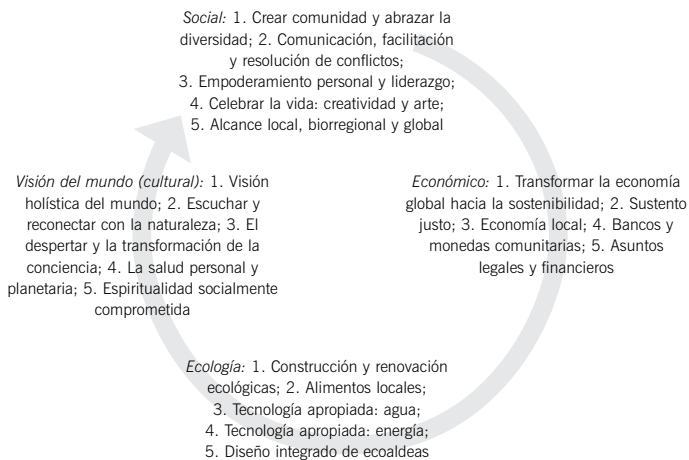 Social: 1. Crear comunidad y abrazar la
diversidad; 2. Comunicación, facilitación
y resolución de conflictos;
3. Empoderamiento personal y liderazgo;
4. Celebrar la vida: creatividad y arte;
5. Alcance local, biorregional y global
Económico: 1. Transformar la economía
global hacia la sostenibilidad; 2. Sustento
justo; 3. Economía local; 4. Bancos y
monedas comunitarias; 5. Asuntos
legales y financieros
Ecología: 1. Construcción y renovación
ecológicas; 2. Alimentos locales;
3. Tecnología apropiada: agua;
4. Tecnología apropiada: energía;
5. Diseño integrado de ecoaldeas
Visión del mundo (cultural): 1. Visión
holística del mundo; 2. Escuchar y
reconectar con la naturaleza; 3. El
despertar y la transformación de la
conciencia; 4. La salud personal y
planetaria; 5. Espiritualidad socialmente
comprometida